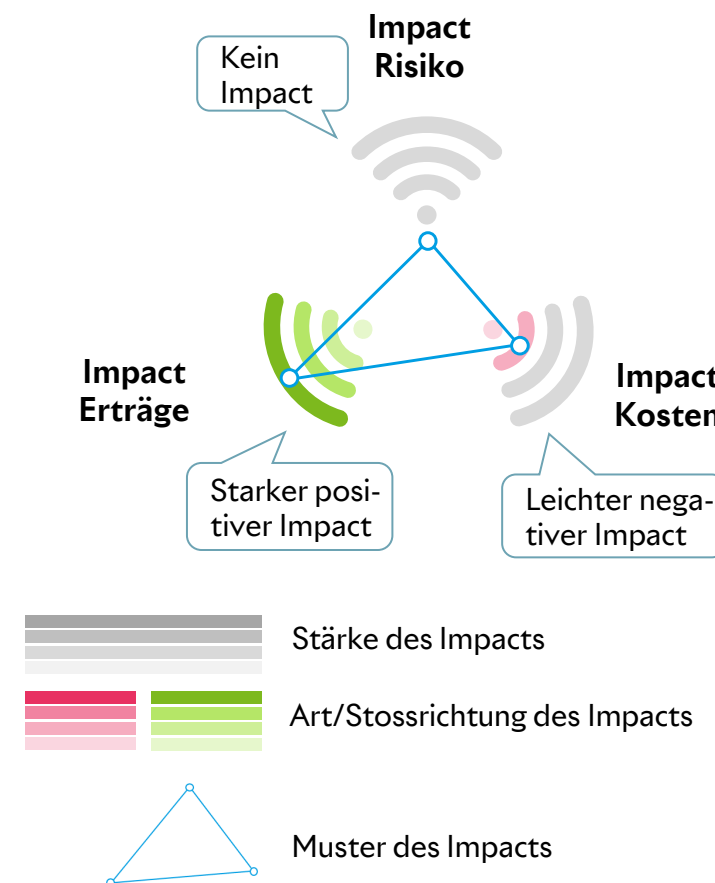 Impact
Risiko
Kein
Impact
Impact
Erträge
Impact
Kosten
Starker posi-
tiver Impact
Leichter nega-
tiver Impact
Stärke des Impacts
Art/Stossrichtung des Impacts
Muster des Impacts